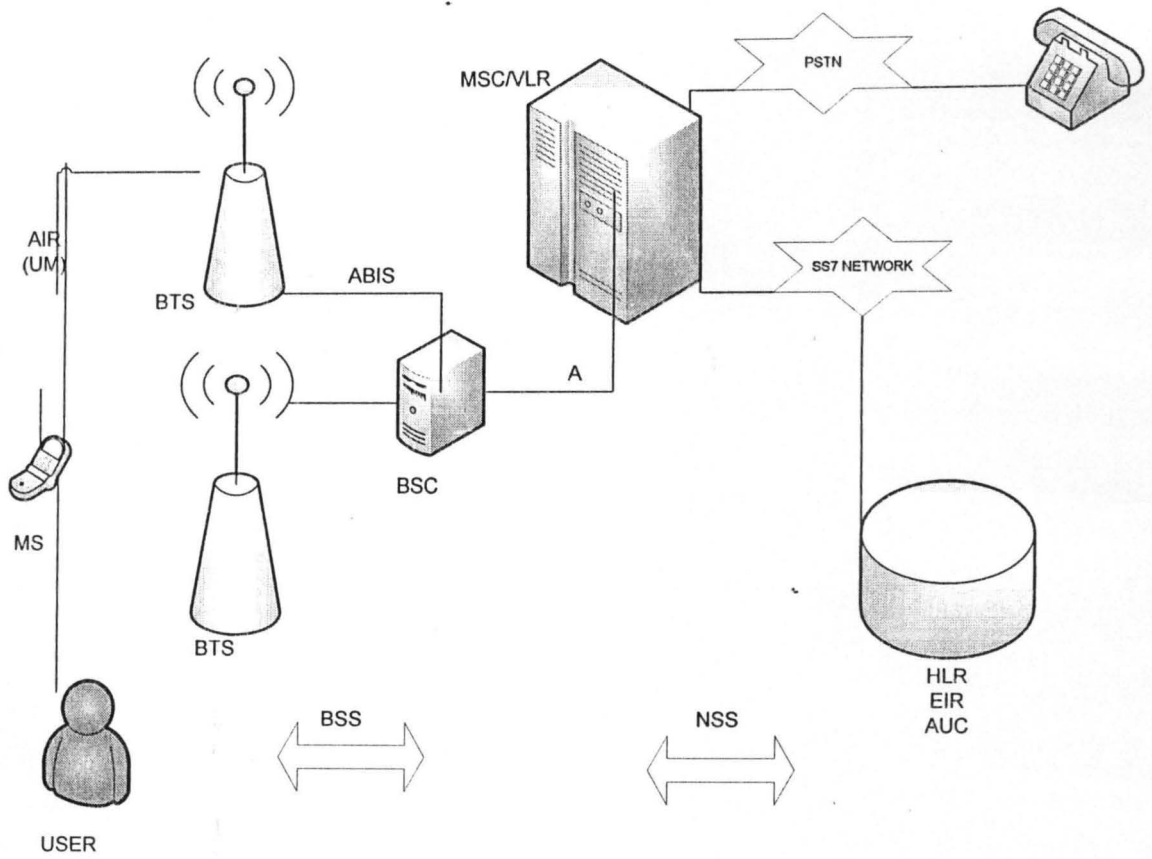 PSTN
MSC/VLR
AIR
(UM)
SS7 NETWORK
ABIS
BTS
A
BSC
MS
BTS
HLR
EIR
AUC
BSS
NSS
USER